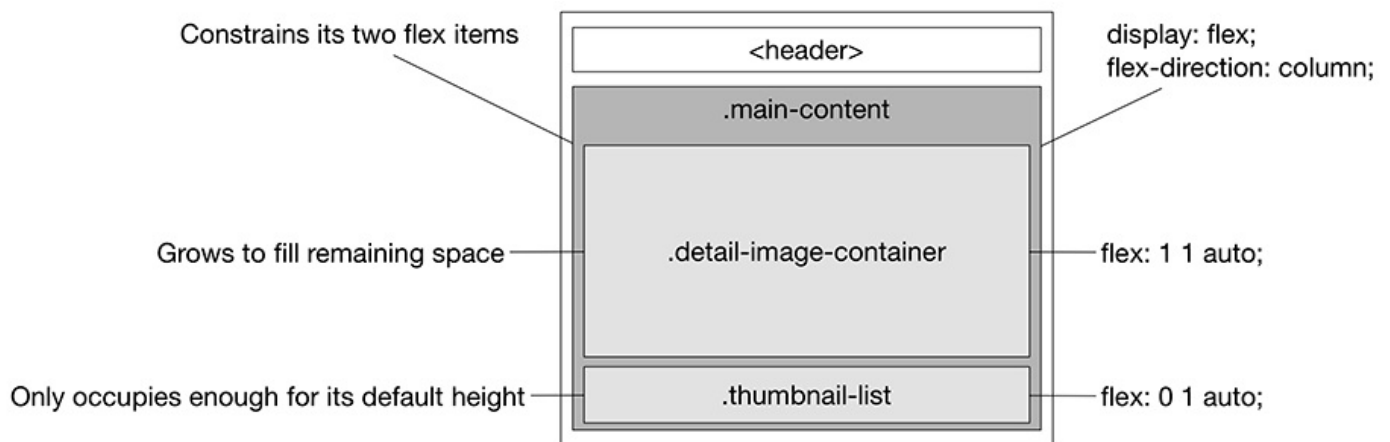 Constrains its two flex items
<header>
display: flex;
flex-direction: column;
.main-content
Grows to fill remaining space
.detail-image-container
flex: 1 1 auto;
Only occupies enough for its default height
.thumbnail-list
flex: 0 1 auto;